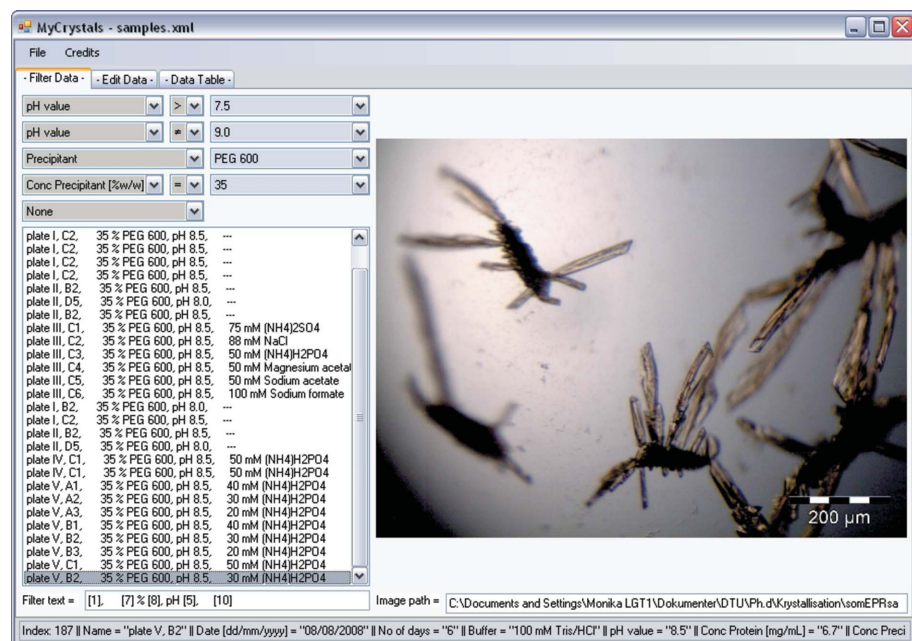 MyCrystals - samples.xml
File Credits
- Filter Data - - Edit Data - - Data Table -
pH value > 7.5
pH value ≠ 9.0
Precipitant PEG 600
Conc Precipitant [%w/w] = 35
None
plate I, C2, 35 % PEG 600, pH 8.5, ---
plate I, C2, 35 % PEG 600, pH 8.5, ---
plate I, C2, 35 % PEG 600, pH 8.5, ---
plate I, C2, 35 % PEG 600, pH 8.5, ---
plate II, B2, 35 % PEG 600, pH 8.5, ---
plate II, D5, 35 % PEG 600, pH 8.0, ---
plate II, B2, 35 % PEG 600, pH 8.5, ---
plate III, C1, 35 % PEG 600, pH 8.5, 75 mM (NH4)2SO4
plate III, C2, 35 % PEG 600, pH 8.5, 88 mM NaCl
plate III, C3, 35 % PEG 600, pH 8.5, 50 mM (NH4)H2PO4
plate III, C4, 35 % PEG 600, pH 8.5, 50 mM Magnesium acetat
plate III, C5, 35 % PEG 600, pH 8.5, 50 mM Sodium acetate
plate III, C6, 35 % PEG 600, pH 8.5, 100 mM Sodium formate
plate I, B2, 35 % PEG 600, pH 8.0, ---
plate I, C2, 35 % PEG 600, pH 8.5, ---
plate II, B2, 35 % PEG 600, pH 8.5, ---
plate II, D5, 35 % PEG 600, pH 8.0, ---
plate IV, C1, 35 % PEG 600, pH 8.5, 50 mM (NH4)H2PO4
plate IV, C1, 35 % PEG 600, pH 8.5, 50 mM (NH4)H2PO4
plate V, A1, 35 % PEG 600, pH 8.5, 40 mM (NH4)H2PO4
plate V, A2, 35 % PEG 600, pH 8.5, 30 mM (NH4)H2PO4
plate V, A3, 35 % PEG 600, pH 8.5, 20 mM (NH4)H2PO4
plate V, B1, 35 % PEG 600, pH 8.5, 40 mM (NH4)H2PO4
plate V, B2, 35 % PEG 600, pH 8.5, 30 mM (NH4)H2PO4
plate V, B3, 35 % PEG 600, pH 8.5, 20 mM (NH4)H2PO4
plate V, C1, 35 % PEG 600, pH 8.5, 50 mM (NH4)H2PO4
plate V, B2, 35 % PEG 600, pH 8.5, 30 mM (NH4)H2PO4
200 µm
Filter text = [1], [7] % [8], pH [5], [10]
Image path = C:\Documents and Settings\Monika LGT1\Dokumenter\DTU\Ph.d\Krystallisation\somEPRsa
Index: 187 || Name = "plate V, B2" || Date [dd/mm/yyyy] = "08/08/2008" || No of days = "6" || Buffer = "100 mM Tris/HCl" || pH value = "8.5" || Conc Protein [mg/mL] = "6.7" || Conc Preci